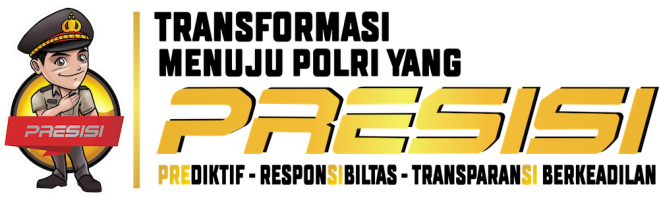 PRESISI
TRANSFORMASI
MENUJU POLRI YANG
PRESISI
PREDIKTIF - RESPONSIBILTAS - TRANSPARANSI BERKEADILAN